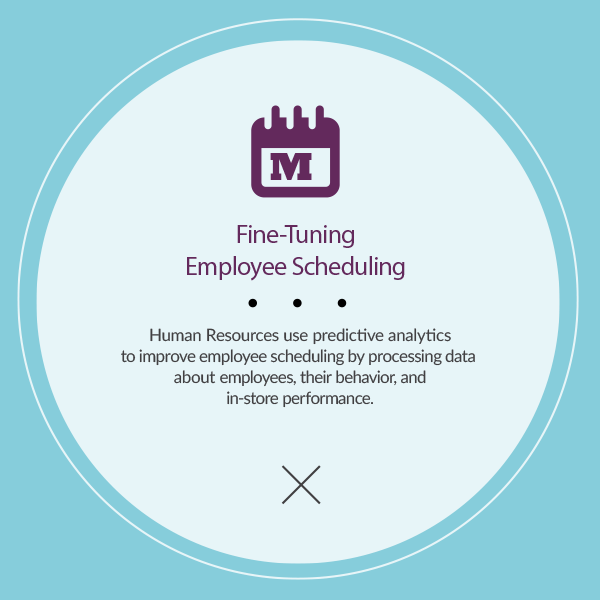 M
Fine-Tuning
Employee Scheduling
Human Resources use predictive analytics
to improve employee scheduling by processing data
about employees, their behavior, and
in-store performance.